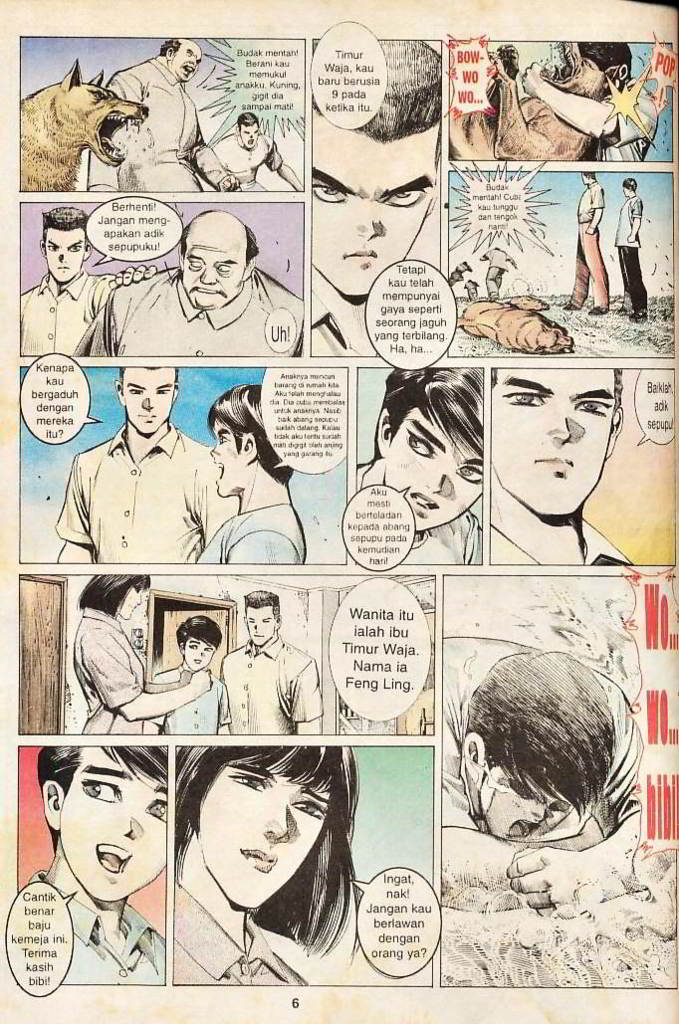 Budak mentah!
Berani kau
memukul
anakku. Kuning,
gigit dia
sampai mati!
Timur
Waja, kau
baru berusia
9 pada
ketika itu.
BOW-
WO
WO...
POP
Berhenti!
Jangan meng-
apakan adik
sepupuku!
Uh!
Tetapi
kau telah
mempunyai
gaya seperti
seorang jaguh
yang terbilang.
Ha, ha...
Budak
mentah! Cuba
kau tunggu
dan tengok
nanti!
Kenapa
kau
bergaduh
dengan
mereka
itu?
Anaknya mencuri
barang di rumah kita.
Aku telah menghalau
dia. Dia cuba membalas
untuk anaknya. Nasib
baik abang sepupu
sudah datang. Kalau
tidak aku tentu sudah
mati digigit oleh anjing
yang garang itu.
Aku
mesti
berteladan
kepada abang
sepupu pada
kemudian
hari!
Baiklah,
adik
sepupu!
Wanita itu
ialah ibu
Timur Waja.
Nama ia
Feng Ling.
WO...
WO...
bibi!
Cantik
benar
baju
kemeja ini.
Terima
kasih
bibi!
Ingat,
nak!
Jangan kau
berlawan
dengan
orang ya?
6